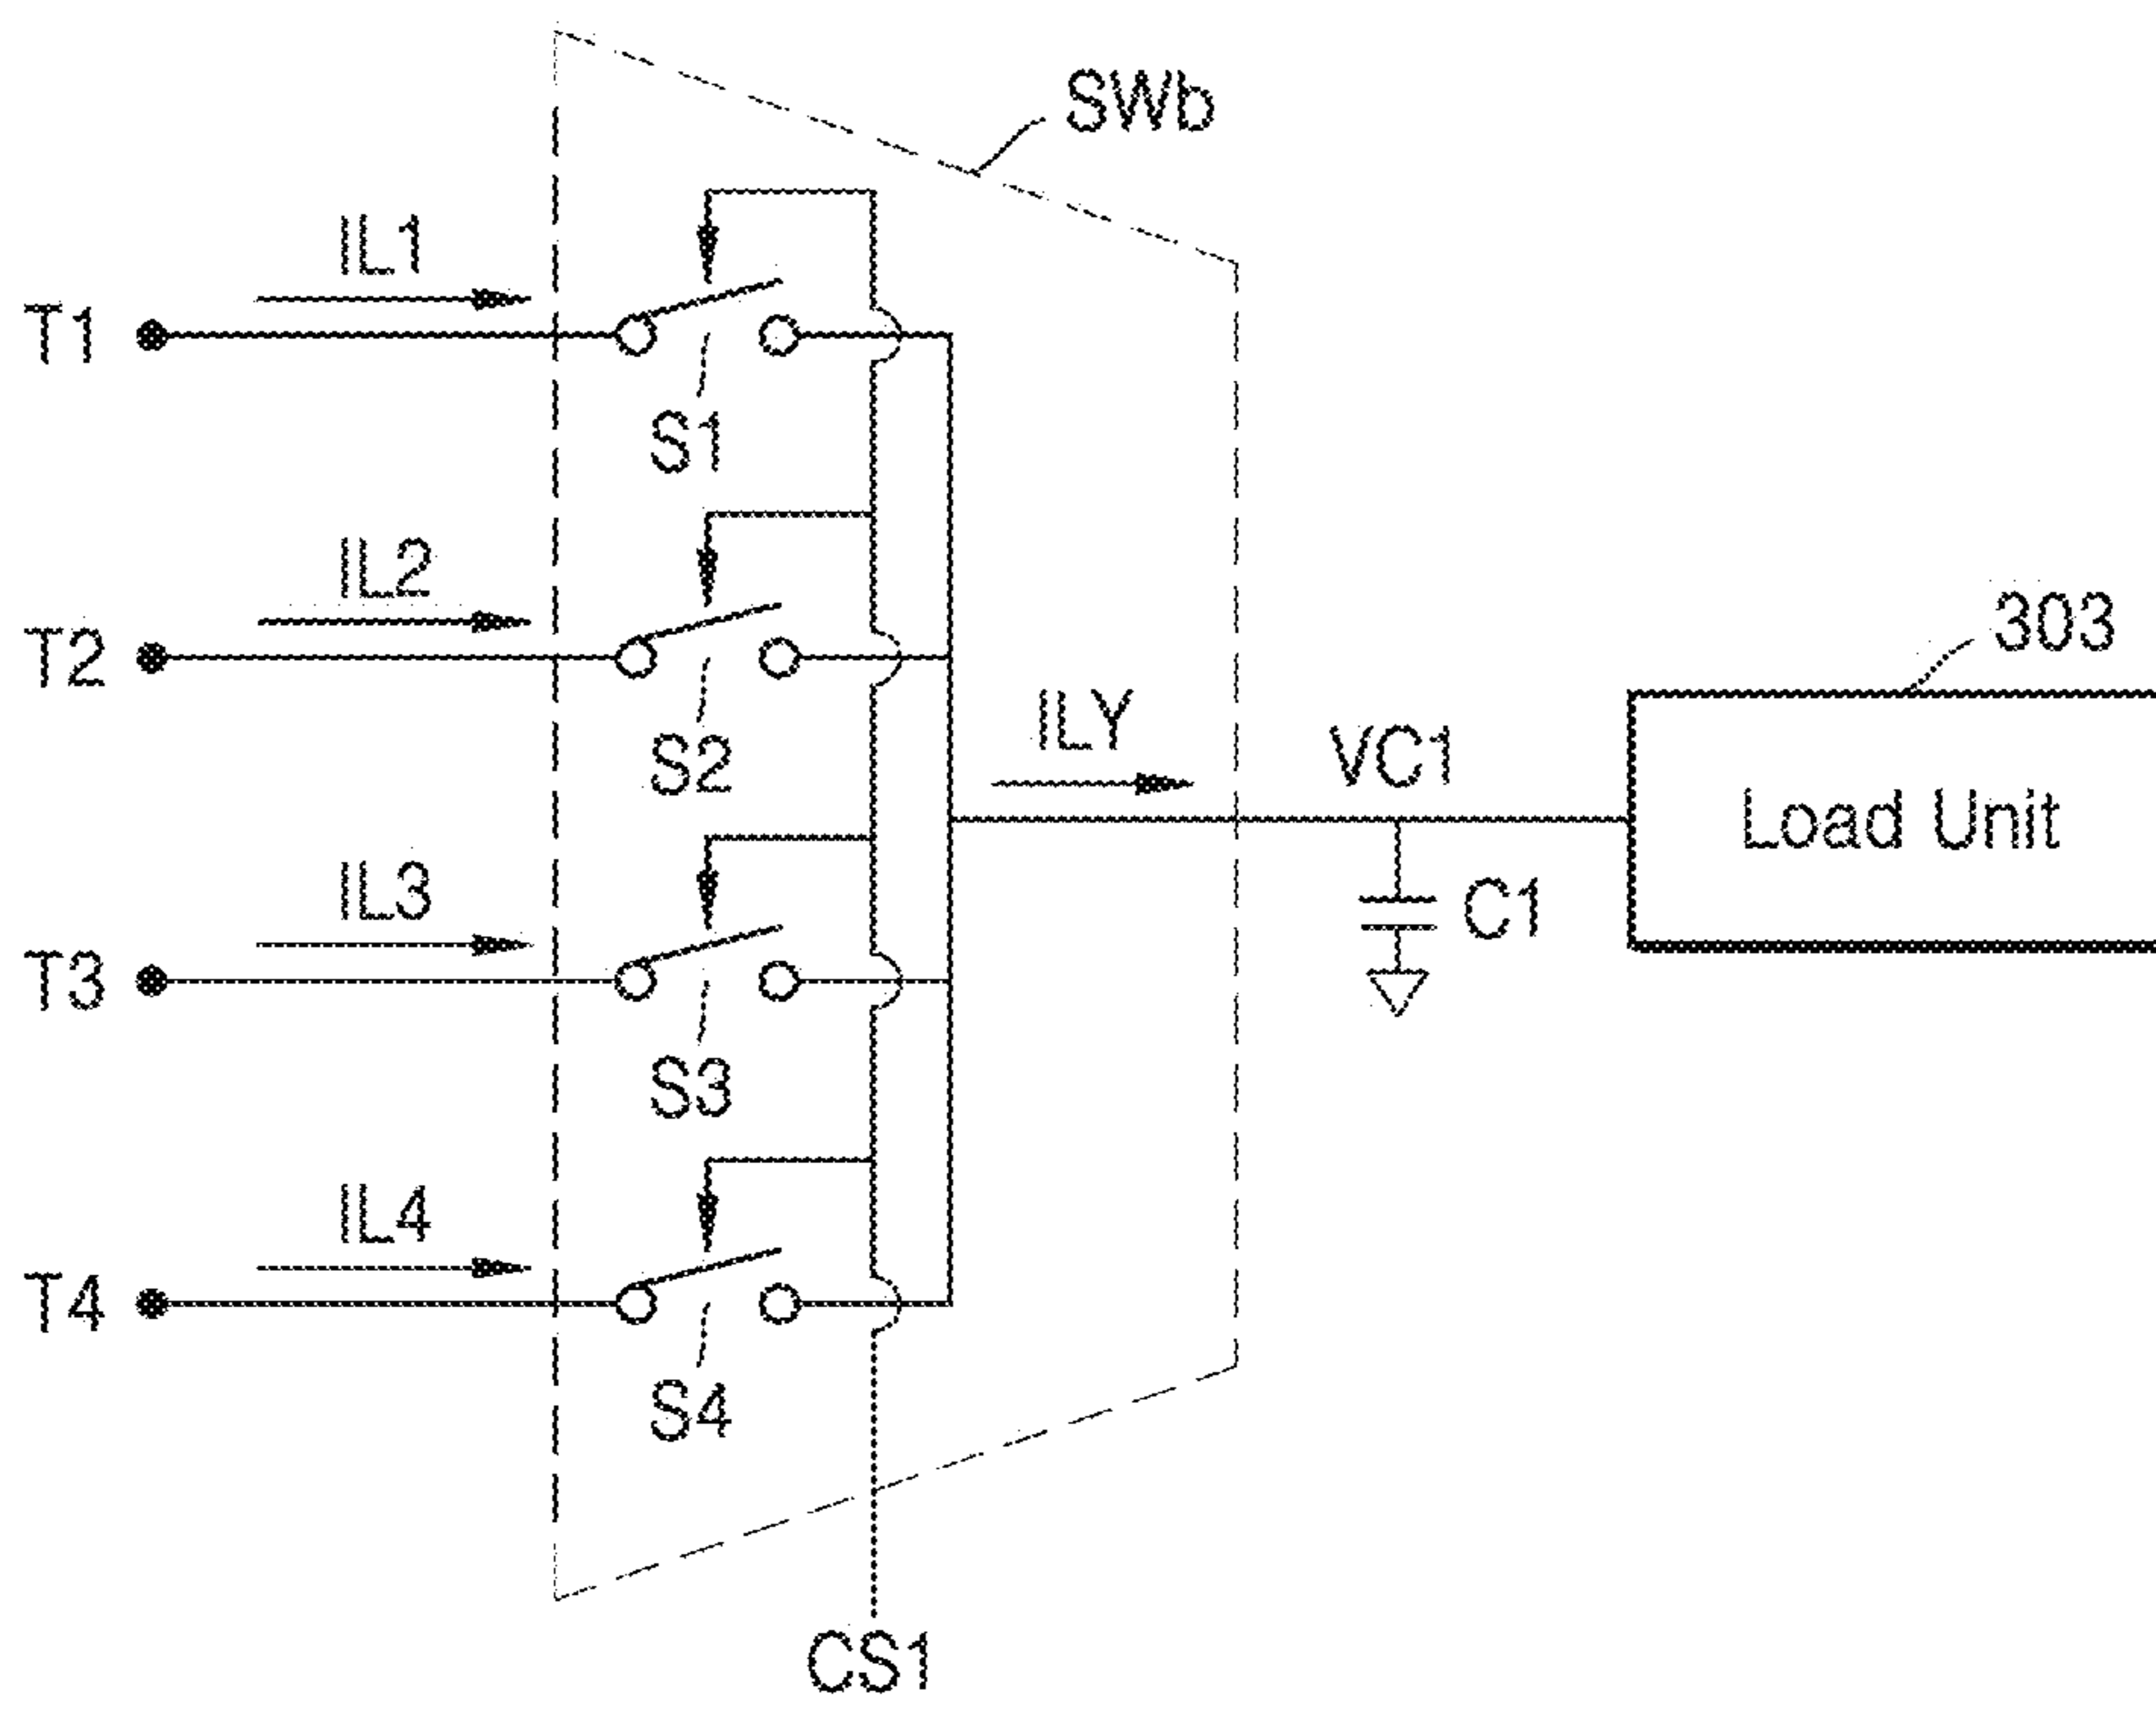 SWb
IL1
T1
S1
IL2
T2
S2
303
ILY
VC1
Load Unit
C1
IL3
T3
S3
IL4
T4
S4
CS1